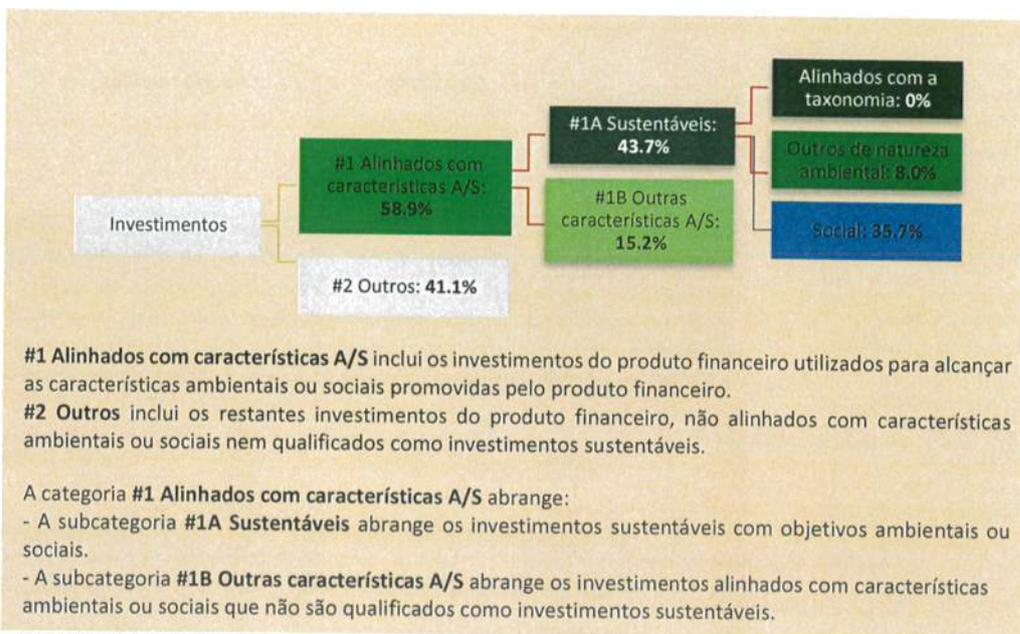 Alinhados com a
taxonomia: 0%
#1A Sustentáveis:
43.7%
#1 Alinhados com
características A/S:
58.9%
Outros de natureza
ambiental: 8.0%
Investimentos
#1B Outras
características A/S:
15.2%
Social: 35.7%
#2 Outros: 41.1%
#1 Alinhados com características A/S inclui os investimentos do produto financeiro utilizados para alcançar
as características ambientais ou sociais promovidas pelo produto financeiro.
#2 Outros inclui os restantes investimentos do produto financeiro, não alinhados com características
ambientais ou sociais nem qualificados como investimentos sustentáveis.
A categoria #1 Alinhados com características A/S abrange:
- A subcategoria #1A Sustentáveis abrange os investimentos sustentáveis com objetivos ambientais ou
sociais.
- A subcategoria #1B Outras características A/S abrange os investimentos alinhados com características
ambientais ou sociais que não são qualificados como investimentos sustentáveis.